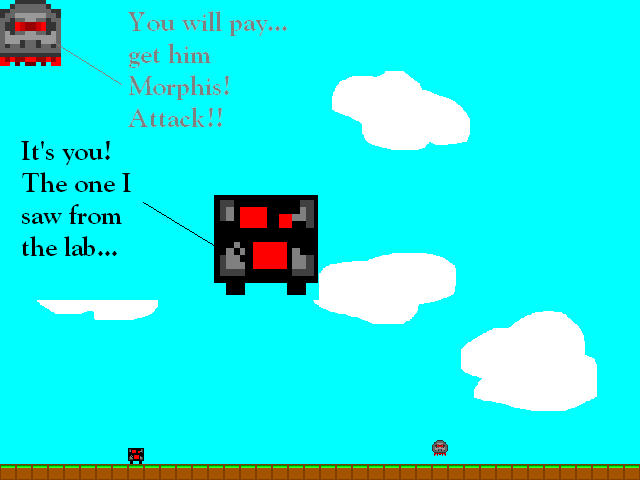 You will pay...
get him
Morphis!
Attack!!
It's you!
The one I
saw from
the lab...